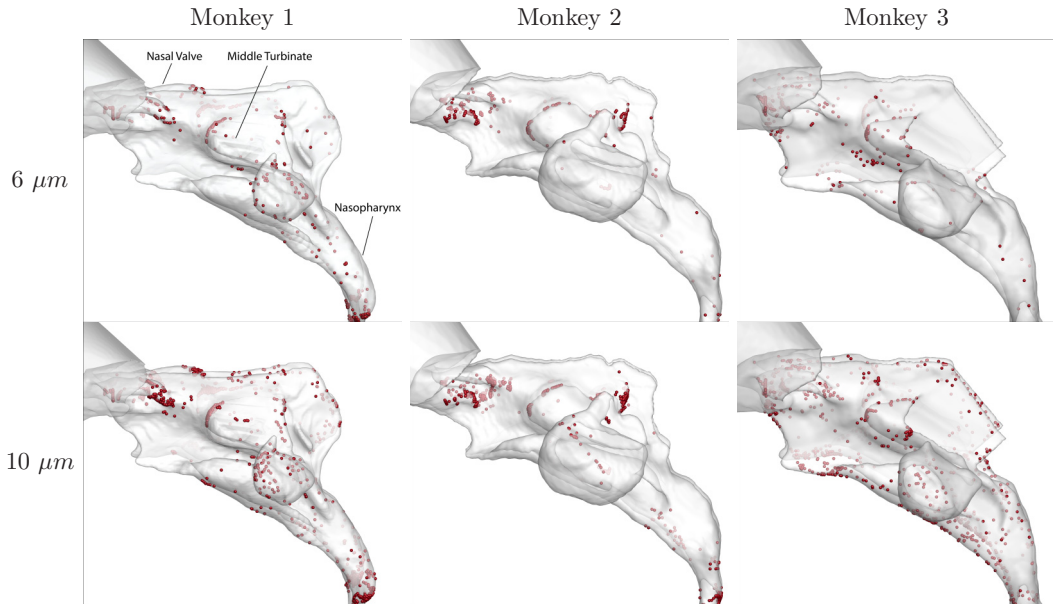 Monkey 1
Monkey 2
Monkey 3
Nasal Valve
Middle Turbinate
6 μm
Nasopharynx
10 μm